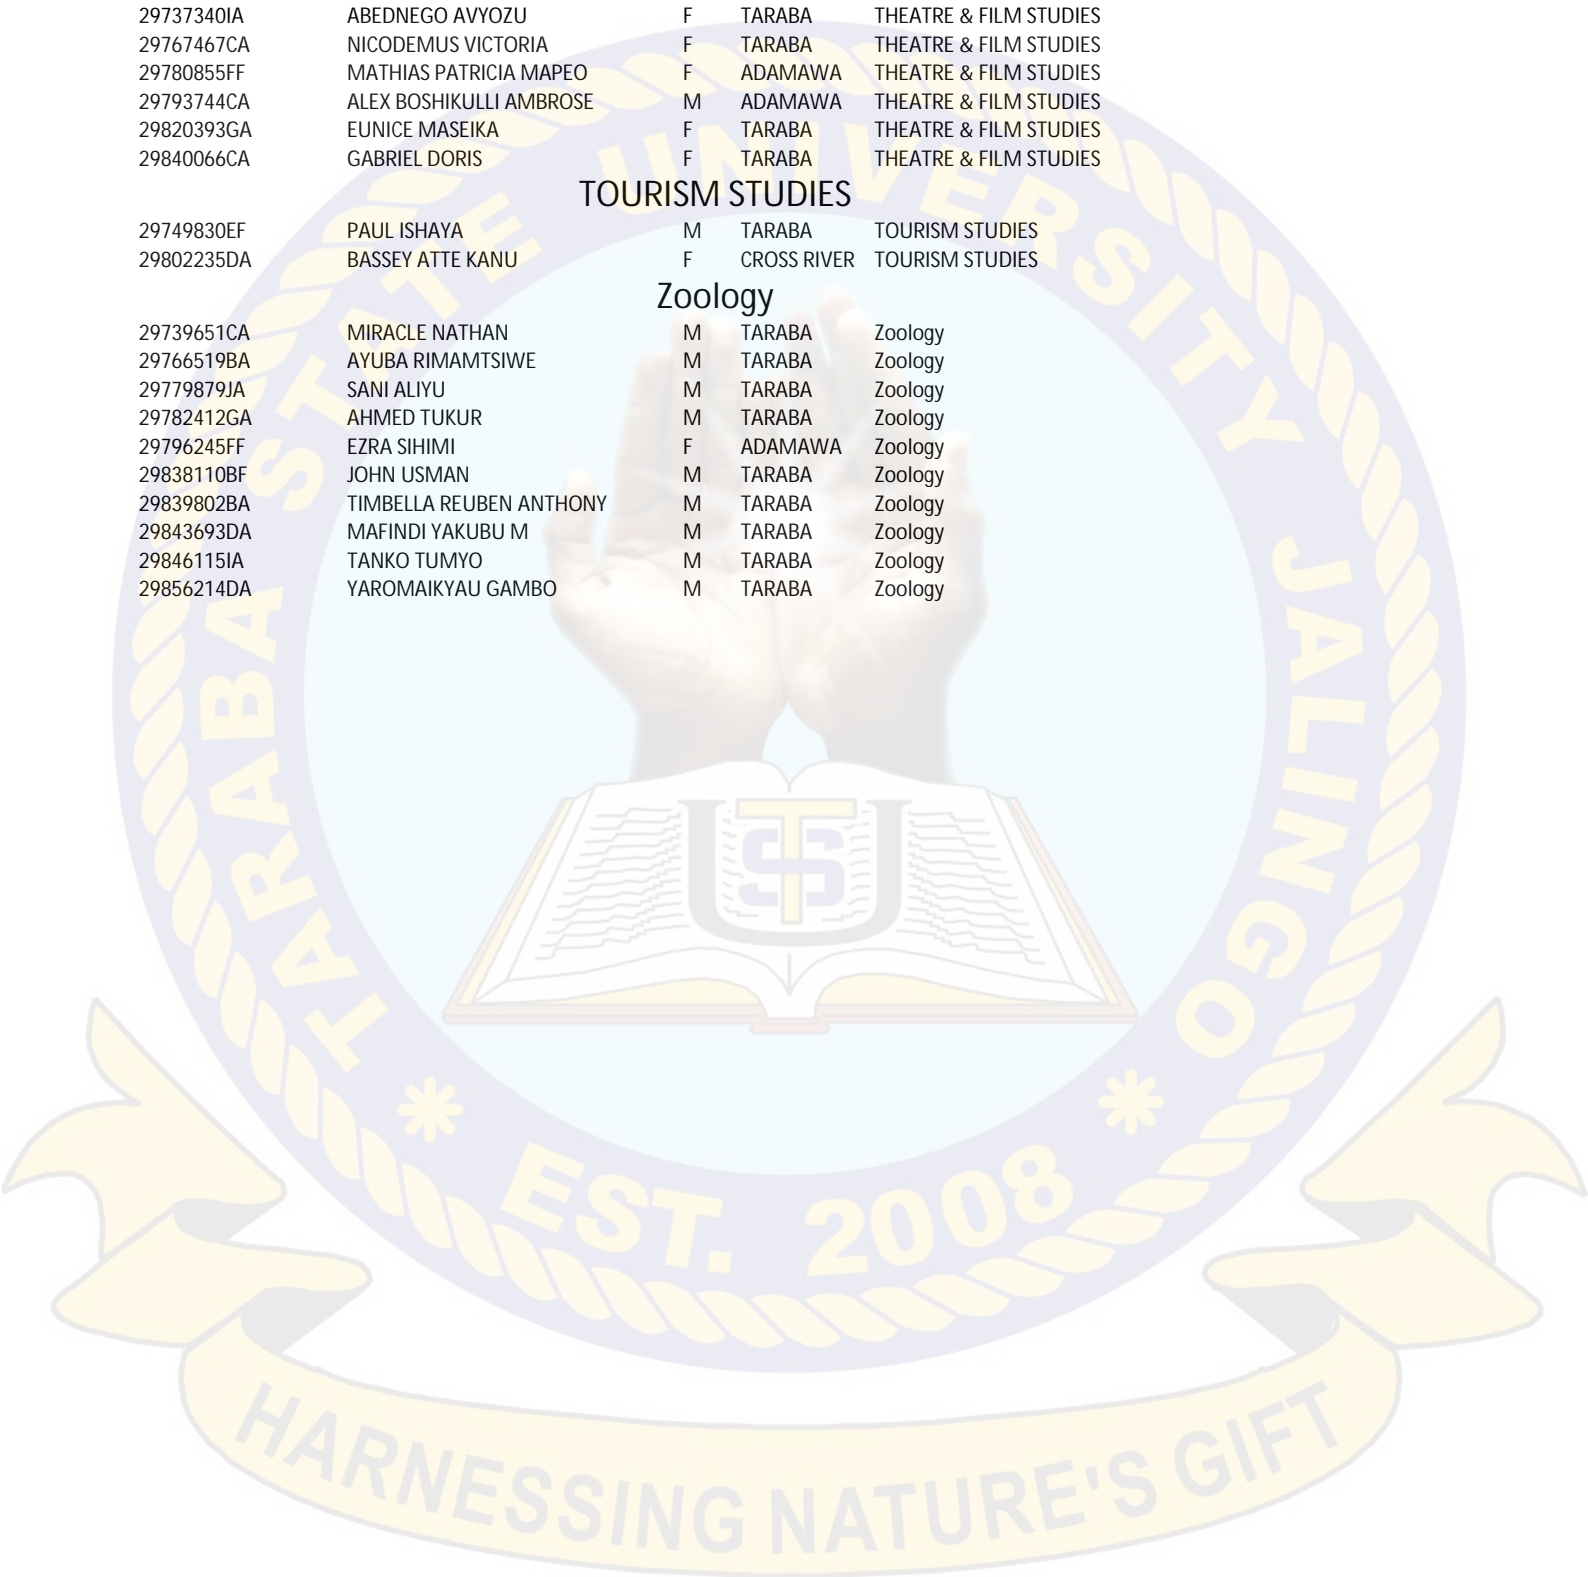 29737340IA ABEDNEGO AVYOZU F TARABA THEATRE & FILM STUDIES
29767467CA NICODEMUS VICTORIA F TARABA THEATRE & FILM STUDIES
29780855FF MATHIAS PATRICIA MAPEO F ADAMAWA THEATRE & FILM STUDIES
29793744CA ALEX BOSHIKULLI AMBROSE M ADAMAWA THEATRE & FILM STUDIES
29820393GA EUNICE MASEIKA F TARABA THEATRE & FILM STUDIES
29840066CA GABRIEL DORIS F TARABA THEATRE & FILM STUDIES
TOURISM STUDIES
29749830EF PAUL ISHAYA M TARABA TOURISM STUDIES
29802235DA BASSEY ATTE KANU F CROSS RIVER TOURISM STUDIES
Zoology
29739651CA MIRACLE NATHAN M TARABA Zoology
29766519BA AYUBA RIMAMTSIWE M TARABA Zoology
29779879JA SANI ALIYU M TARABA Zoology
29782412GA AHMED TUKUR M TARABA Zoology
29796245FF EZRA SIHIMI F ADAMAWA Zoology
29838110BF JOHN USMAN M TARABA Zoology
29839802BA TIMBELLA REUBEN ANTHONY M TARABA Zoology
29843693DA MAFINDI YAKUBU M M TARABA Zoology
29846115IA TANKO TUMYO M TARABA Zoology
29856214DA YAROMAIKYAU GAMBO M TARABA Zoology
TARABA STATE UNIVERSITY JALINGO
TSU
EST. 2008
HARNESSING NATURE'S GIFT